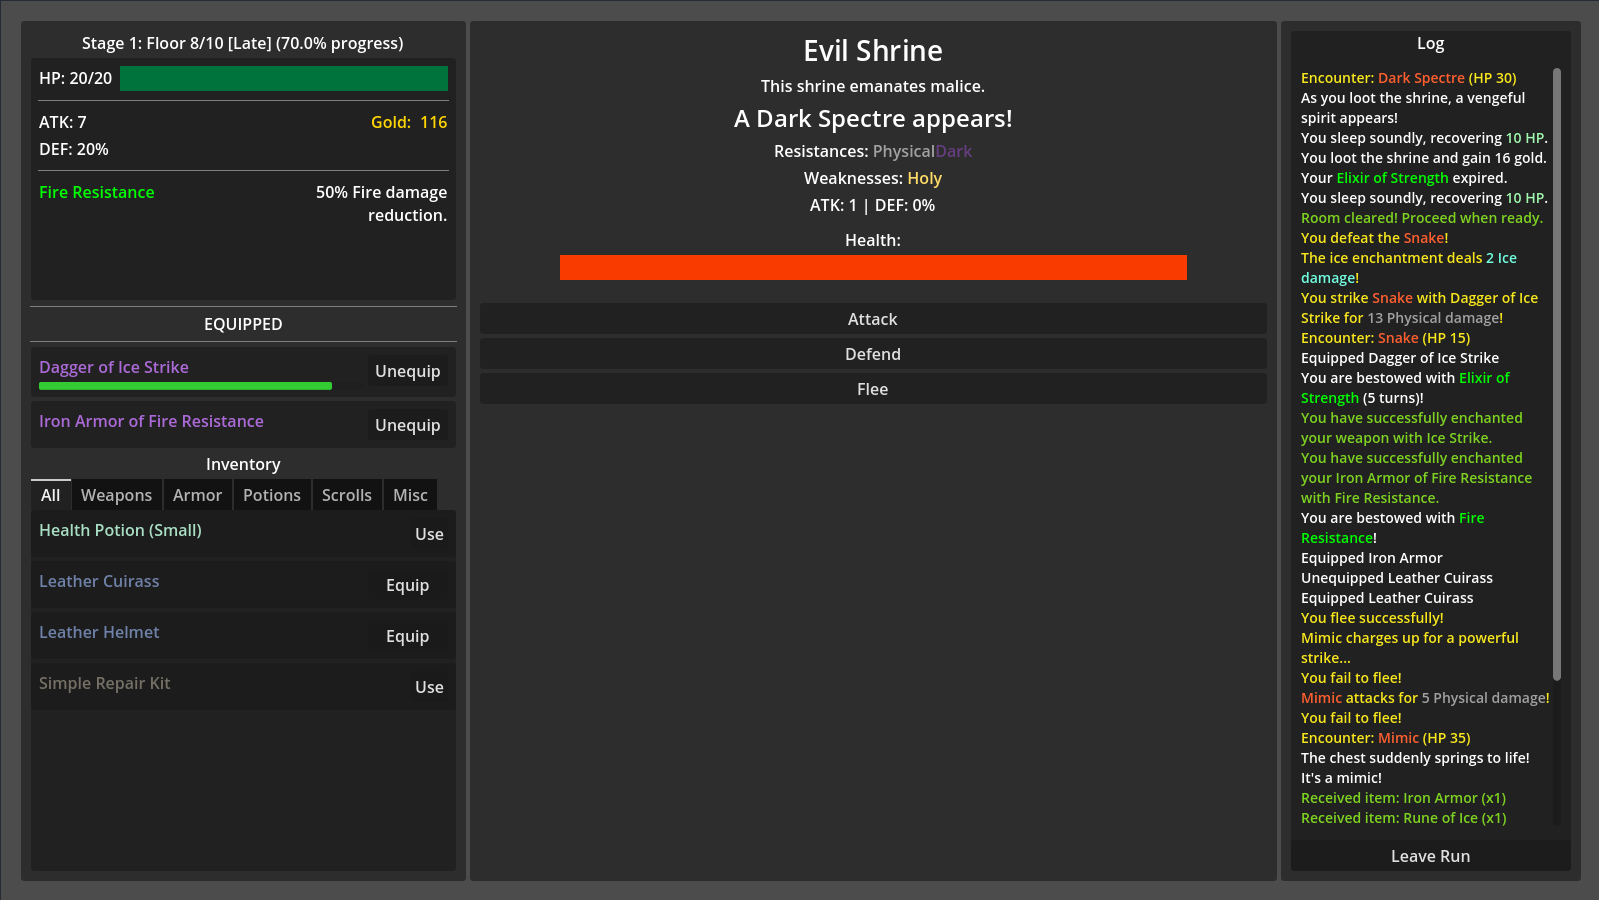 Stage 1: Floor 8/10 [Late] (70.0% progress)
HP: 20/20
ATK: 7
Gold: 116
DEF: 20%
Fire Resistance
50% Fire damage
reduction.
EQUIPPED
Dagger of Ice Strike
Unequip
Iron Armor of Fire Resistance
Unequip
Inventory
All Weapons Armor Potions Scrolls Misc
Health Potion (Small)
Use
Leather Cuirass
Equip
Leather Helmet
Equip
Simple Repair Kit
Use
Evil Shrine
This shrine emanates malice.
A Dark Spectre appears!
Resistances: PhysicalDark
Weaknesses: Holy
ATK: 1 | DEF: 0%
Health:
Attack
Defend
Flee
Log
Encounter: Dark Spectre (HP 30)
As you loot the shrine, a vengeful
spirit appears!
You sleep soundly, recovering 10 HP.
You loot the shrine and gain 16 gold.
Your Elixir of Strength expired.
You sleep soundly, recovering 10 HP.
Room cleared! Proceed when ready.
You defeat the Snake!
The ice enchantment deals 2 Ice
damage!
You strike Snake with Dagger of Ice
Strike for 13 Physical damage!
Encounter: Snake (HP 15)
Equipped Dagger of Ice Strike
You are bestowed with Elixir of
Strength (5 turns)!
You have successfully enchanted
your weapon with Ice Strike.
You have successfully enchanted
your Iron Armor of Fire Resistance
with Fire Resistance.
You are bestowed with Fire
Resistance!
Equipped Iron Armor
Unequipped Leather Cuirass
Equipped Leather Cuirass
You flee successfully!
Mimic charges up for a powerful
strike...
You fail to flee!
Mimic attacks for 5 Physical damage!
You fail to flee!
Encounter: Mimic (HP 35)
The chest suddenly springs to life!
It's a mimic!
Received item: Iron Armor (x1)
Received item: Rune of Ice (x1)
Leave Run